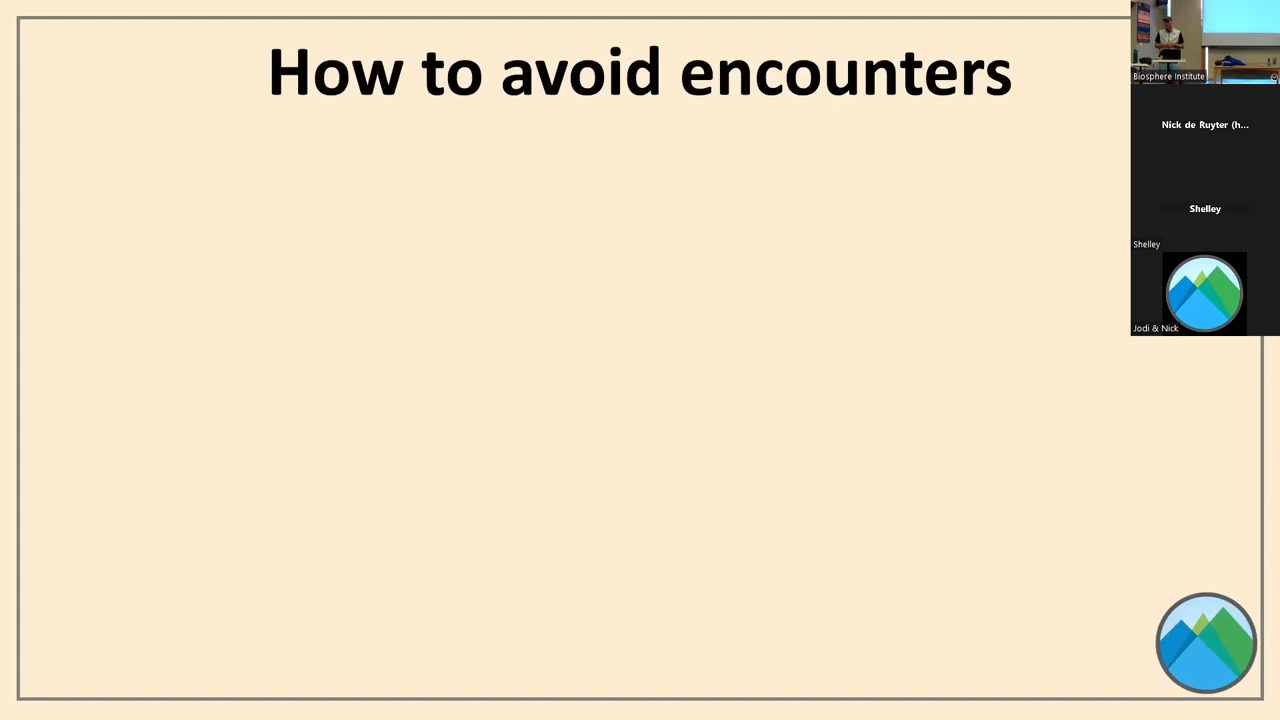 How to avoid encounters
Biosphere Institute
Nick de Ruyter (h...
Shelley
Shelley
Jodi & Nick